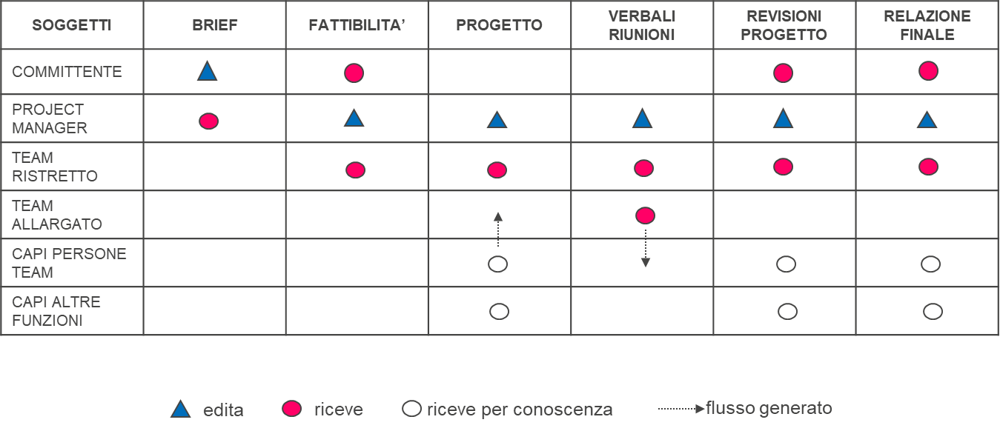 SOGGETTI
BRIEF
FATTIBILITA’
PROGETTO
VERBALI
RIUNIONI
REVISIONI
PROGETTO
RELAZIONE
FINALE
COMMITTENTE
PROJECT
MANAGER
TEAM
RISTRETTO
TEAM
ALLARGATO
CAPI PERSONE
TEAM
CAPI ALTRE
FUNZIONI
edita
riceve
riceve per conoscenza
flusso generato